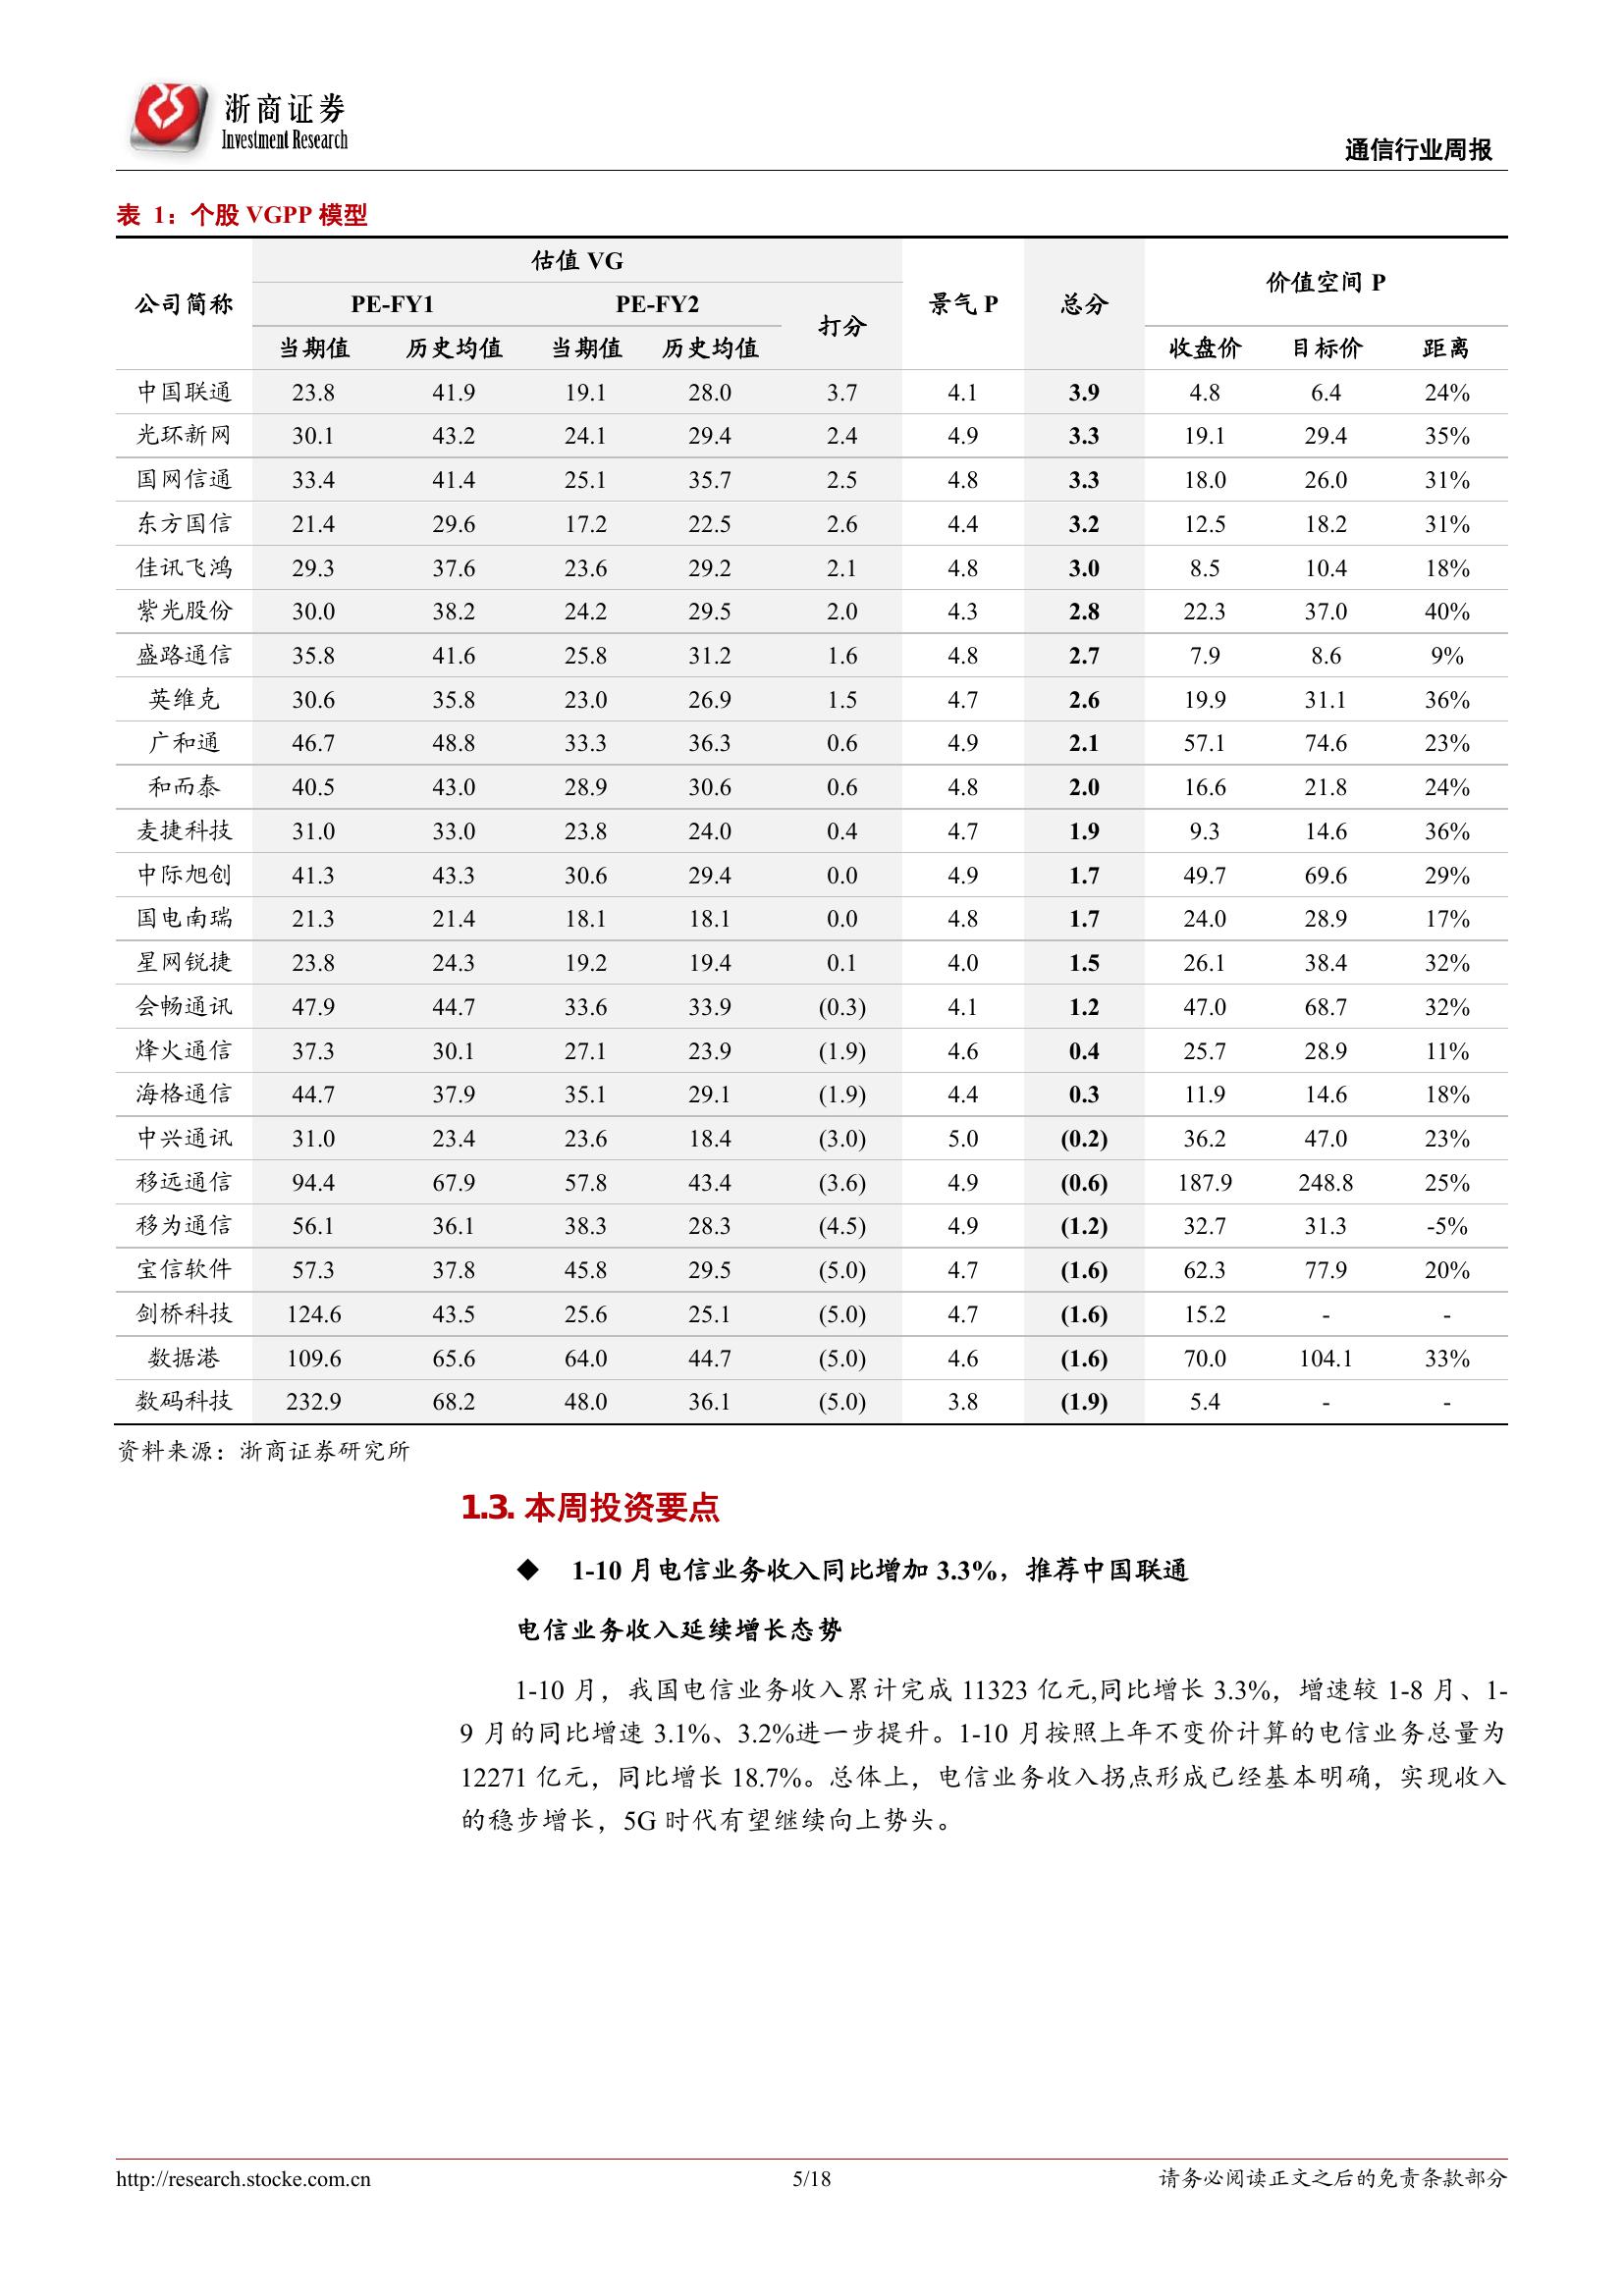 浙商证券
Investment Research
通信行业周报
表 1：个股 VGPP 模型
估值 VG
公司简称 PE-FY1 PE-FY2 打分 景气 P 总分 价值空间 P
当期值 历史均值 当期值 历史均值 收盘价 目标价 距离
中国联通 23.8 41.9 19.1 28.0 3.7 4.1 3.9 4.8 6.4 24%
光环新网 30.1 43.2 24.1 29.4 2.4 4.9 3.3 19.1 29.4 35%
国网信通 33.4 41.4 25.1 35.7 2.5 4.8 3.3 18.0 26.0 31%
东方国信 21.4 29.6 17.2 22.5 2.6 4.4 3.2 12.5 18.2 31%
佳讯飞鸿 29.3 37.6 23.6 29.2 2.1 4.8 3.0 8.5 10.4 18%
紫光股份 30.0 38.2 24.2 29.5 2.0 4.3 2.8 22.3 37.0 40%
盛路通信 35.8 41.6 25.8 31.2 1.6 4.8 2.7 7.9 8.6 9%
英维克 30.6 35.8 23.0 26.9 1.5 4.7 2.6 19.9 31.1 36%
广和通 46.7 48.8 33.3 36.3 0.6 4.9 2.1 57.1 74.6 23%
和而泰 40.5 43.0 28.9 30.6 0.6 4.8 2.0 16.6 21.8 24%
麦捷科技 31.0 33.0 23.8 24.0 0.4 4.7 1.9 9.3 14.6 36%
中际旭创 41.3 43.3 30.6 29.4 0.0 4.9 1.7 49.7 69.6 29%
国电南瑞 21.3 21.4 18.1 18.1 0.0 4.8 1.7 24.0 28.9 17%
星网锐捷 23.8 24.3 19.2 19.4 0.1 4.0 1.5 26.1 38.4 32%
会畅通讯 47.9 44.7 33.6 33.9 (0.3) 4.1 1.2 47.0 68.7 32%
烽火通信 37.3 30.1 27.1 23.9 (1.9) 4.6 0.4 25.7 28.9 11%
海格通信 44.7 37.9 35.1 29.1 (1.9) 4.4 0.3 11.9 14.6 18%
中兴通讯 31.0 23.4 23.6 18.4 (3.0) 5.0 (0.2) 36.2 47.0 23%
移远通信 94.4 67.9 57.8 43.4 (3.6) 4.9 (0.6) 187.9 248.8 25%
移为通信 56.1 36.1 38.3 28.3 (4.5) 4.9 (1.2) 32.7 31.3 -5%
宝信软件 57.3 37.8 45.8 29.5 (5.0) 4.7 (1.6) 62.3 77.9 20%
剑桥科技 124.6 43.5 25.6 25.1 (5.0) 4.7 (1.6) 15.2 - -
数据港 109.6 65.6 64.0 44.7 (5.0) 4.6 (1.6) 70.0 104.1 33%
数码科技 232.9 68.2 48.0 36.1 (5.0) 3.8 (1.9) 5.4 - -
资料来源：浙商证券研究所
1.3. 本周投资要点
◆ 1-10 月电信业务收入同比增加 3.3%，推荐中国联通
电信业务收入延续增长态势
1-10 月，我国电信业务收入累计完成 11323 亿元,同比增长 3.3%，增速较 1-8 月、1-
9 月的同比增速 3.1%、3.2%进一步提升。1-10 月按照上年不变价计算的电信业务总量为
12271 亿元，同比增长 18.7%。总体上，电信业务收入拐点形成已经基本明确，实现收入
的稳步增长，5G 时代有望继续向上势头。
http://research.stocke.com.cn 5/18 请务必阅读正文之后的免责条款部分